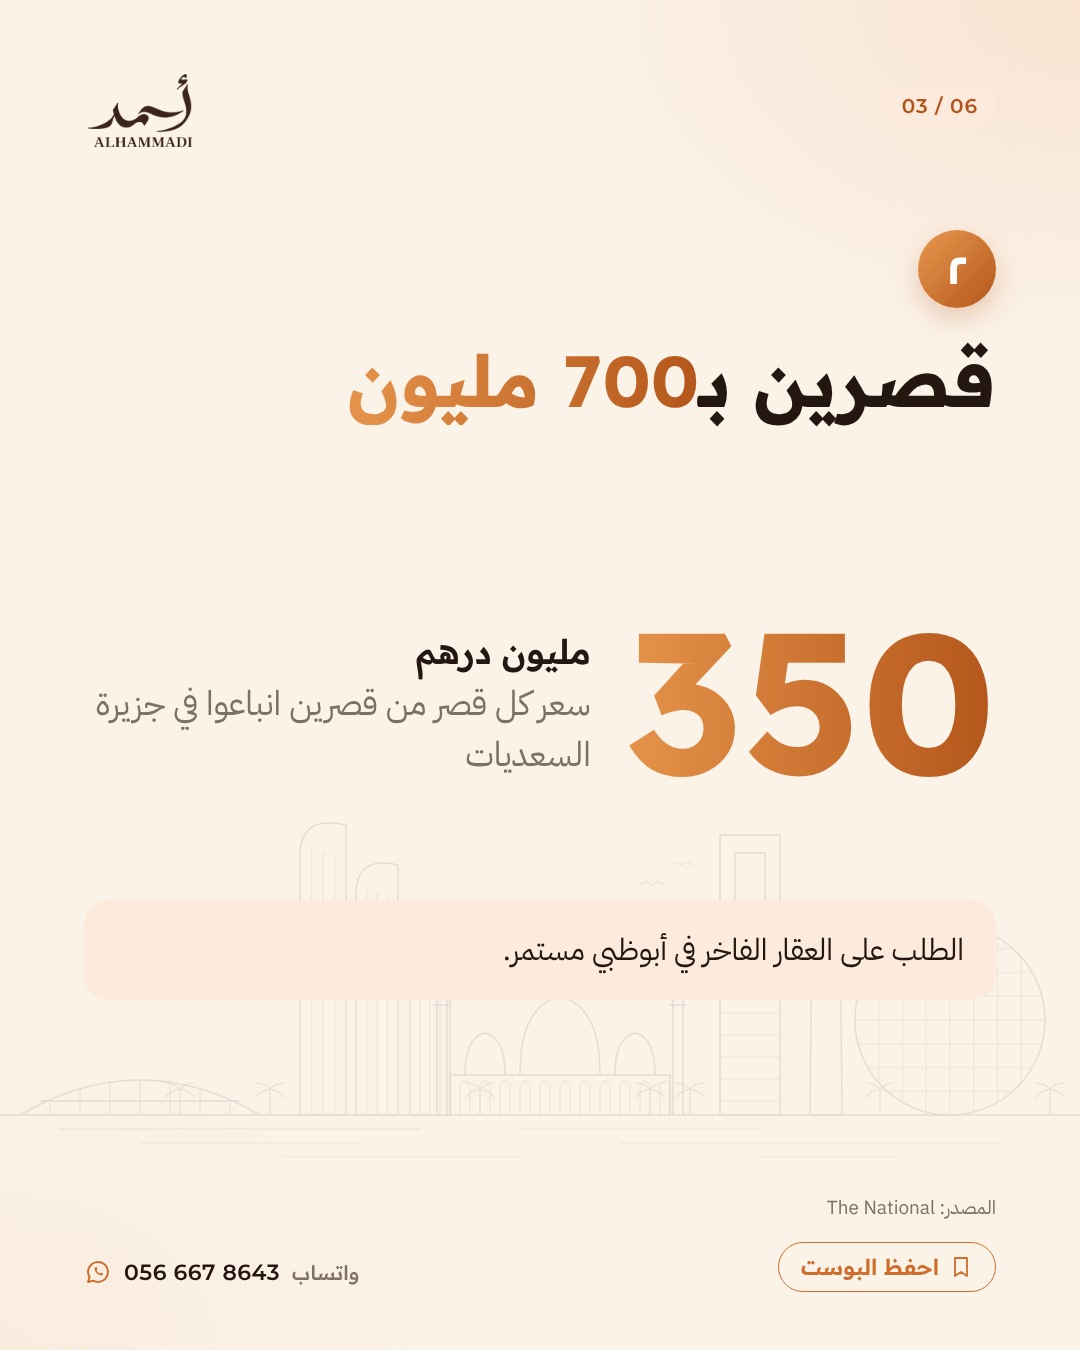 أحمد
ALHAMMADI
03 / 06
٢
قصرين بـ700 مليون
350
مليون درهم
سعر كل قصر من قصرين انباعوا في جزيرة
السعديات
الطلب على العقار الفاخر في أبوظبي مستمر.
المصدر: The National
احفظ البوست
واتساب 056 667 8643